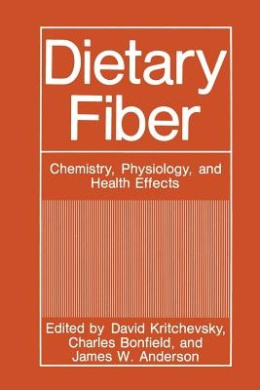 Dietary
Fiber
Chemistry, Physiology, and
Health Effects
Edited by David Kritchevsky,
Charles Bonfield, and
James W. Anderson